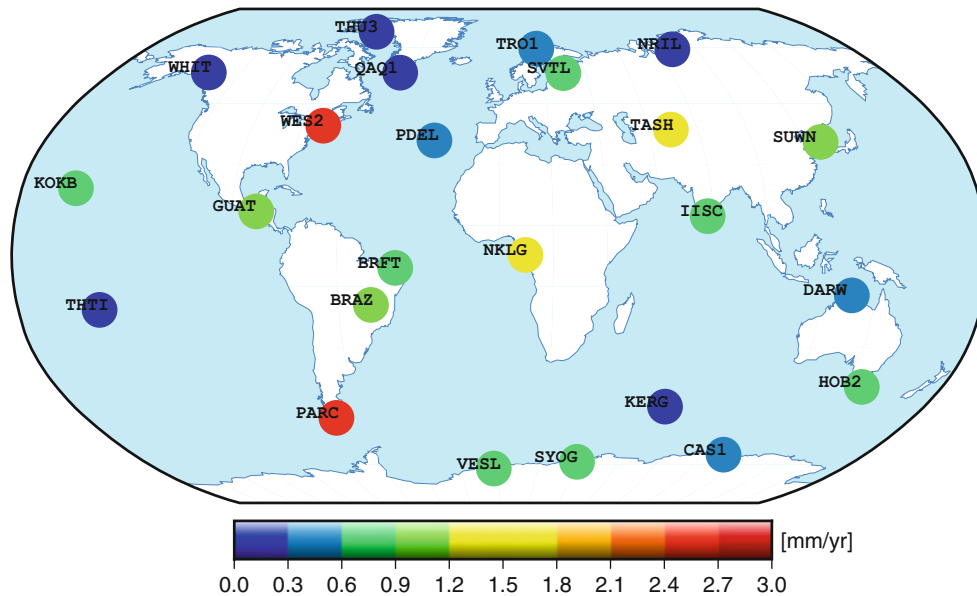 THU3
TRO1
NRIL
WHIT
QAQ1
SVTL
WES2
PDEL
TASH
SUWN
KOKB
GUAT
IISC
NKLG
BRFT
THTI
BRAZ
DARW
HOB2
PARC
KERG
VESL
SYOG
CAS1
[mm/yr]
0.0 0.3 0.6 0.9 1.2 1.5 1.8 2.1 2.4 2.7 3.0